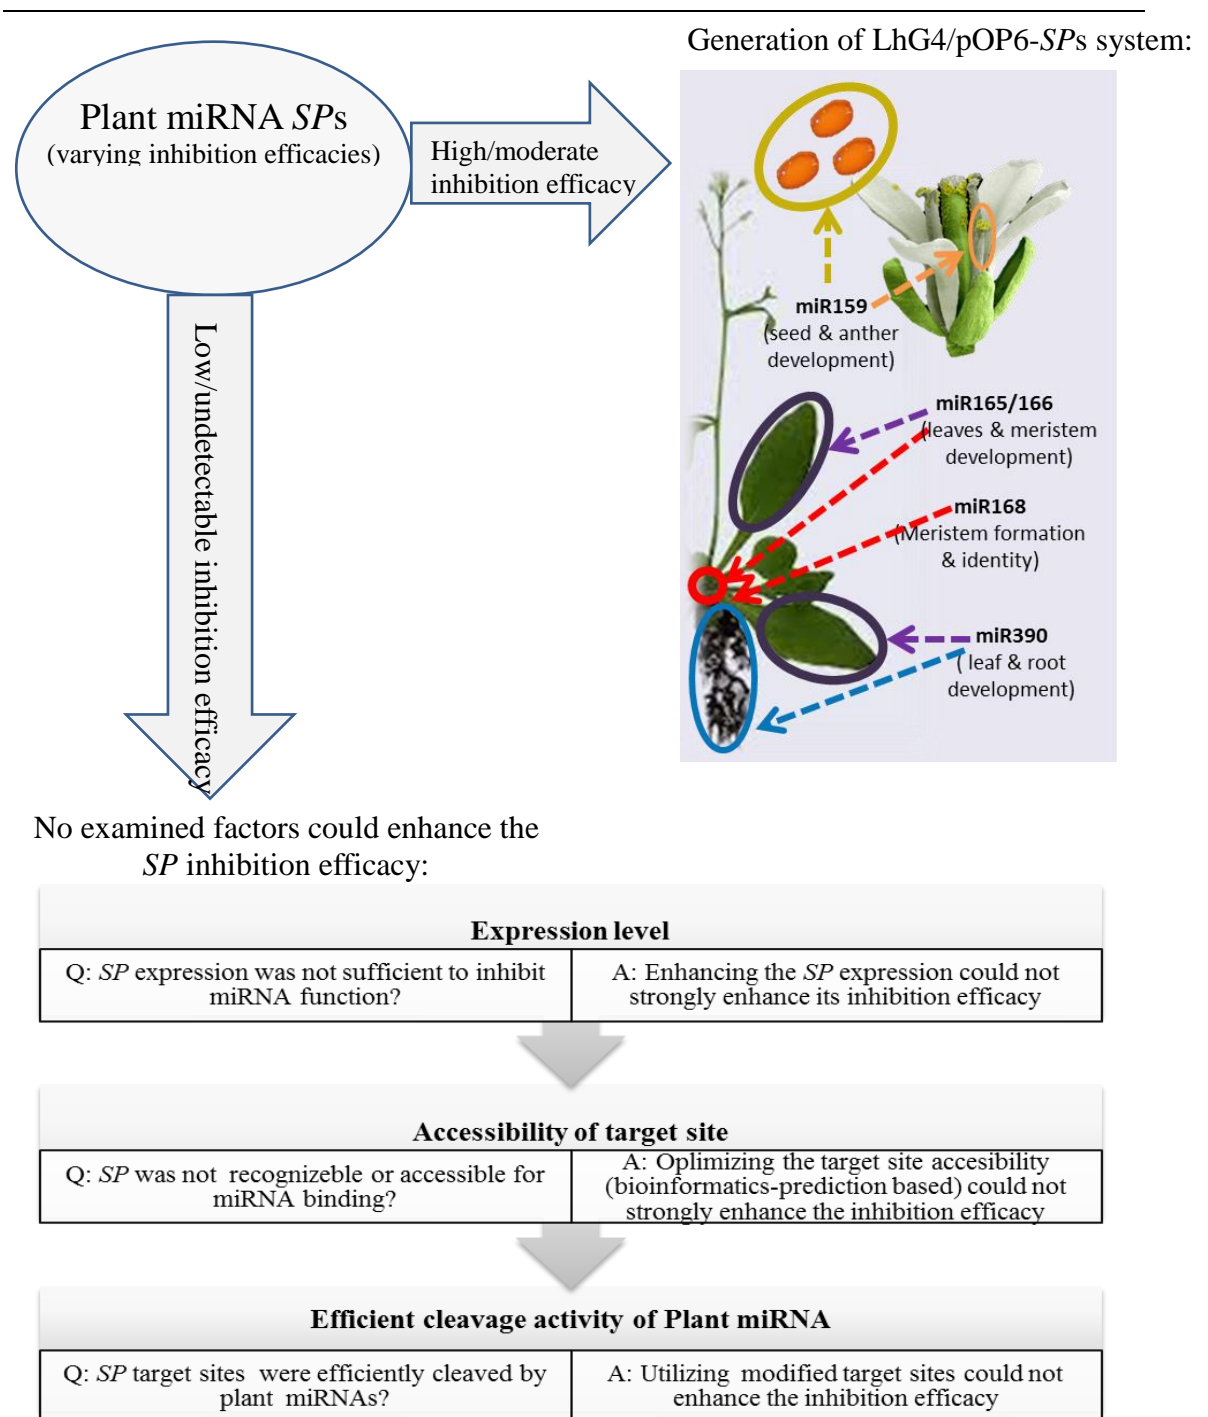 Generation of LhG4/pOP6-SPs system:
Plant miRNA SPs
(varying inhibition efficacies)
High/moderate
inhibition efficacy
Low/undetectable inhibition efficacy
miR159
(seed & anther
development)
miR165/166
(leaves & meristem
development)
miR168
(Meristem formation
& identity)
miR390
( leaf & root
development)
No examined factors could enhance the
SP inhibition efficacy:
Expression level
Q: SP expression was not sufficient to inhibit
miRNA function?
A: Enhancing the SP expression could not
strongly enhance its inhibition efficacy
Accessibility of target site
Q: SP was not recognizeble or accessible for
miRNA binding?
A: Oplimizing the target site accesibility
(bioinformatics-prediction based) could not
strongly enhance the inhibition efficacy
Efficient cleavage activity of Plant miRNA
Q: SP target sites were efficiently cleaved by
plant miRNAs?
A: Utilizing modified target sites could not
enhance the inhibition efficacy